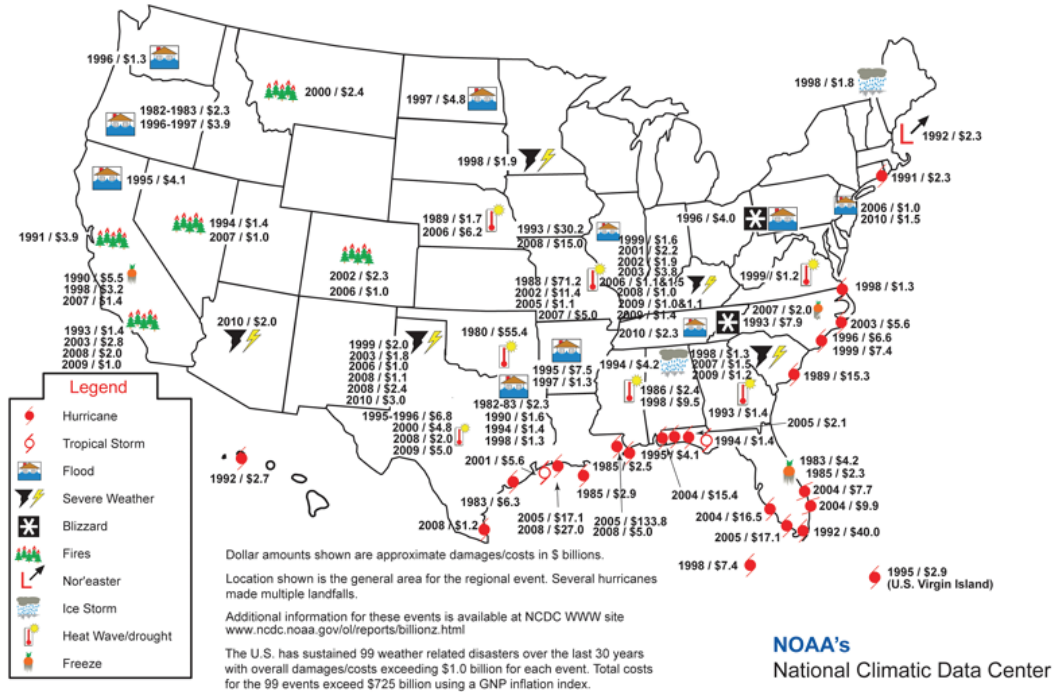 1996 / $1.3
1982-1983 / $2.3
1996-1997 / $3.9
2000 / $2.4
1997 / $4.8
1998 / $1.8
1992 / $2.3
L
1998 / $1.9
1995 / $4.1
1991 / $2.3
1989 / $1.7
2006 / $6.2
1993 / $30.2
2008 / $15.0
1996 / $4.0
2006 / $1.0
2010 / $1.5
1991 / $3.9
1994 / $1.4
2007 / $1.0
1990 / $5.5
1998 / $3.2
2007 / $1.4
2002 / $2.3
2006 / $1.0
1988 / $71.2
2002 / $11.4
2005 / $1.1
2007 / $5.0
1999 / $1.6
2001 / $2.2
2002 / $1.9
2003 / $3.8
2006 / $1.1&1.5
2008 / $1.0
2009 / $1.0&1.1
2009 / $1.4
1999// $1.2
1998 / $1.3
1993 / $1.4
2003 / $2.8
2008 / $2.0
2009 / $1.0
2010 / $2.0
1980 / $55.4
2010 / $2.3
2007 / $2.0
1993 / $7.9
2003 / $5.6
1996 / $6.6
1999 / $7.4
1999 / $2.0
2003 / $1.8
2006 / $1.0
2008 / $1.1
2008 / $2.4
2010 / $3.0
1995 / $7.5
1997 / $1.3
1994 / $4.2
1998 / $1.3
2007 / $1.5
2009 / $1.2
1989 / $15.3
1986 / $2.4
1998 / $9.5
1993 / $1.4
1982-83 / $2.3
1990 / $1.6
1994 / $1.4
1998 / $1.3
1995-1996 / $6.8
2000 / $4.8
2008 / $2.0
2009 / $5.0
2005 / $2.1
1994 / $1.4
1995 / $4.1
2001 / $5.6
1985 / $2.5
1983 / $4.2
1985 / $2.3
1992 / $2.7
1983 / $6.3
1985 / $2.9
2004 / $15.4
2004 / $7.7
2004 / $9.9
2008 / $1.2
2005 / $17.1
2008 / $27.0
2005 / $133.8
2008 / $5.0
2004 / $16.5
2005 / $17.1
1992 / $40.0
1998 / $7.4
1995 / $2.9
(U.S. Virgin Island)
Legend
Hurricane
Tropical Storm
Flood
Severe Weather
Blizzard
Fires
L
Nor'easter
Ice Storm
Heat Wave/drought
Freeze
Dollar amounts shown are approximate damages/costs in $ billions.
Location shown is the general area for the regional event. Several hurricanes
made multiple landfalls.
Additional information for these events is available at NCDC WWW site
www.ncdc.noaa.gov/ol/reports/billionz.html
The U.S. has sustained 99 weather related disasters over the last 30 years
with overall damages/costs exceeding $1.0 billion for each event. Total costs
for the 99 events exceed $725 billion using a GNP inflation index.
NOAA's
National Climatic Data Center